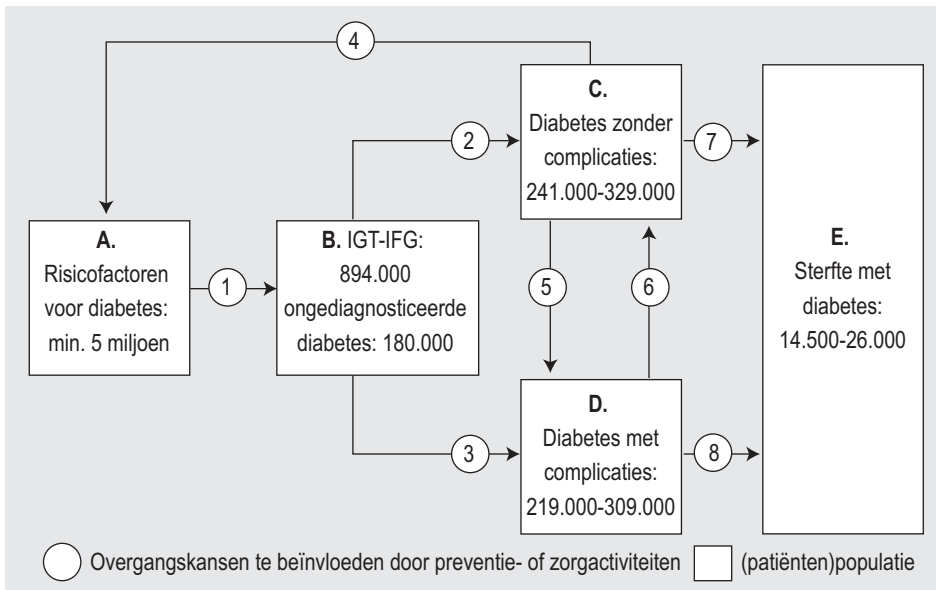 4
C.
Diabetes zonder
complicaties:
241.000-329.000
2
7
A.
Risicofactoren
voor diabetes:
min. 5 miljoen
1
B. IGT-IFG:
894.000
ongediagnosticeerde
diabetes: 180.000
5
6
E.
Sterfte met
diabetes:
14.500-26.000
3
D.
Diabetes met
complicaties:
219.000-309.000
8
Overgangskansen te beïnvloeden door preventie- of zorgactiviteiten
(patiënten)populatie